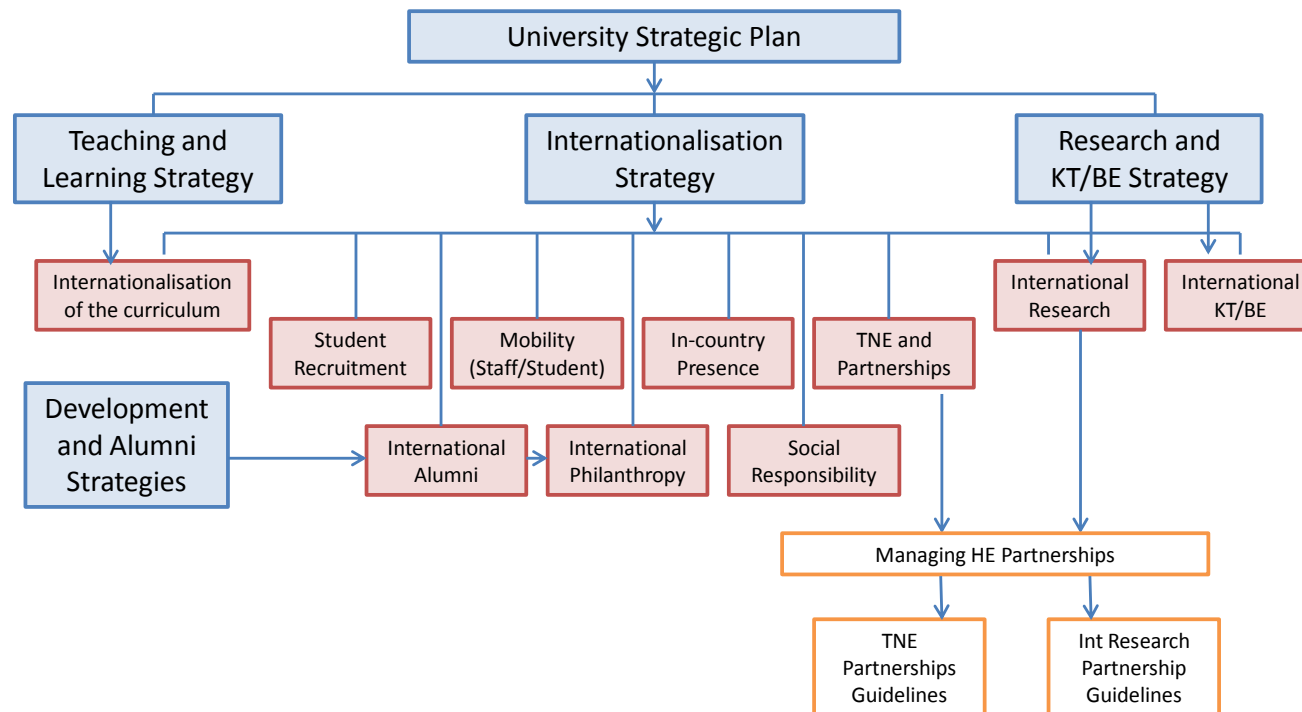 University Strategic Plan
Teaching and
Learning Strategy
Internationalisation
Strategy
Research and
KT/BE Strategy
Internationalisation
of the curriculum
International
Research
International
KT/BE
Student
Recruitment
Mobility
(Staff/Student)
In-country
Presence
TNE and
Partnerships
Development
and Alumni
Strategies
International
Alumni
International
Philanthropy
Social
Responsibility
Managing HE Partnerships
TNE
Partnerships
Guidelines
Int Research
Partnership
Guidelines